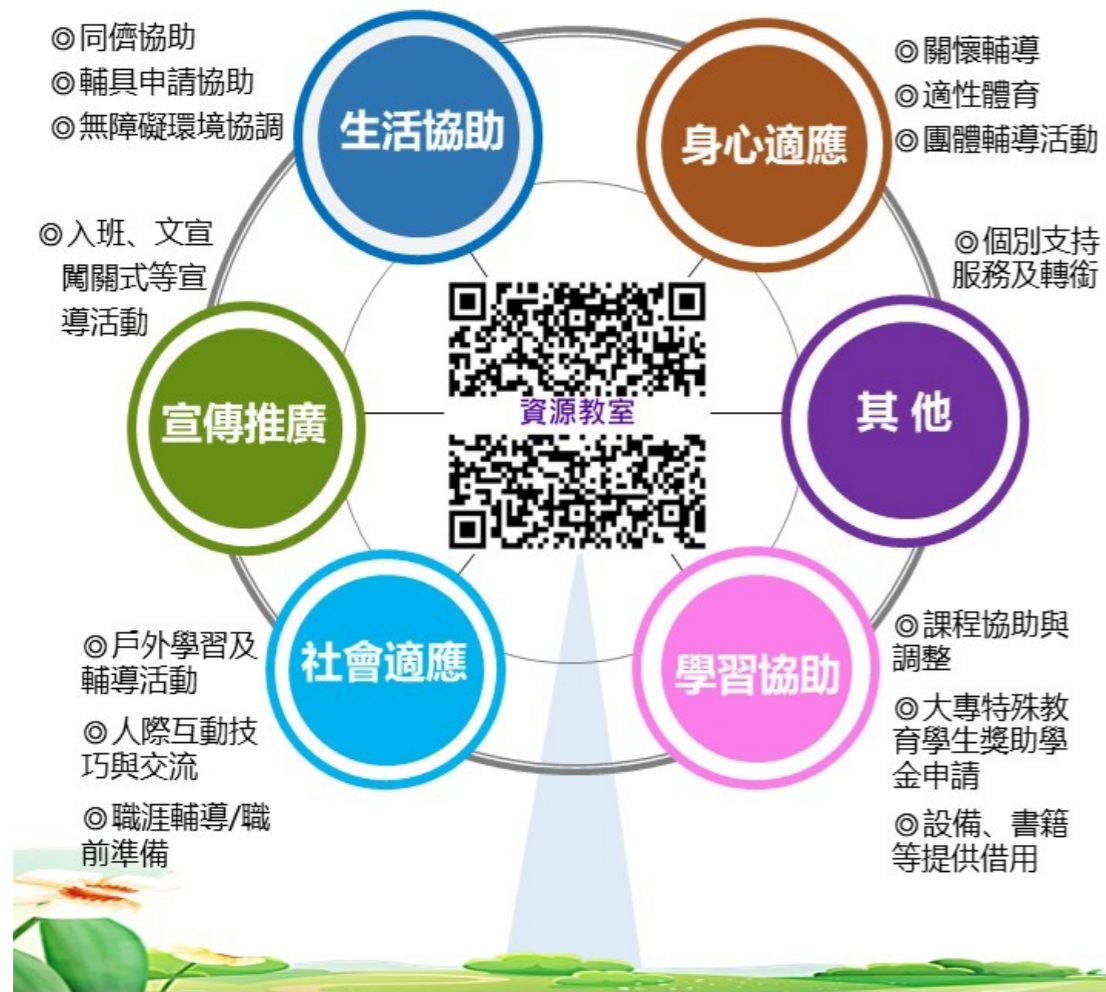 ◎同儕協助
◎輔具申請協助
◎無障礙環境協調
生活協助
身心適應
◎關懷輔導
◎適性體育
◎團體輔導活動
◎入班、文宣
闖關式等宣
導活動
宣傳推廣
資源教室
◎個別支持
服務及轉銜
其 他
社會適應
◎戶外學習及
輔導活動
◎人際互動技
巧與交流
◎職涯輔導/職
前準備
學習協助
◎課程協助與
調整
◎大專特殊教
育學生獎助學
金申請
◎設備、書籍
等提供借用